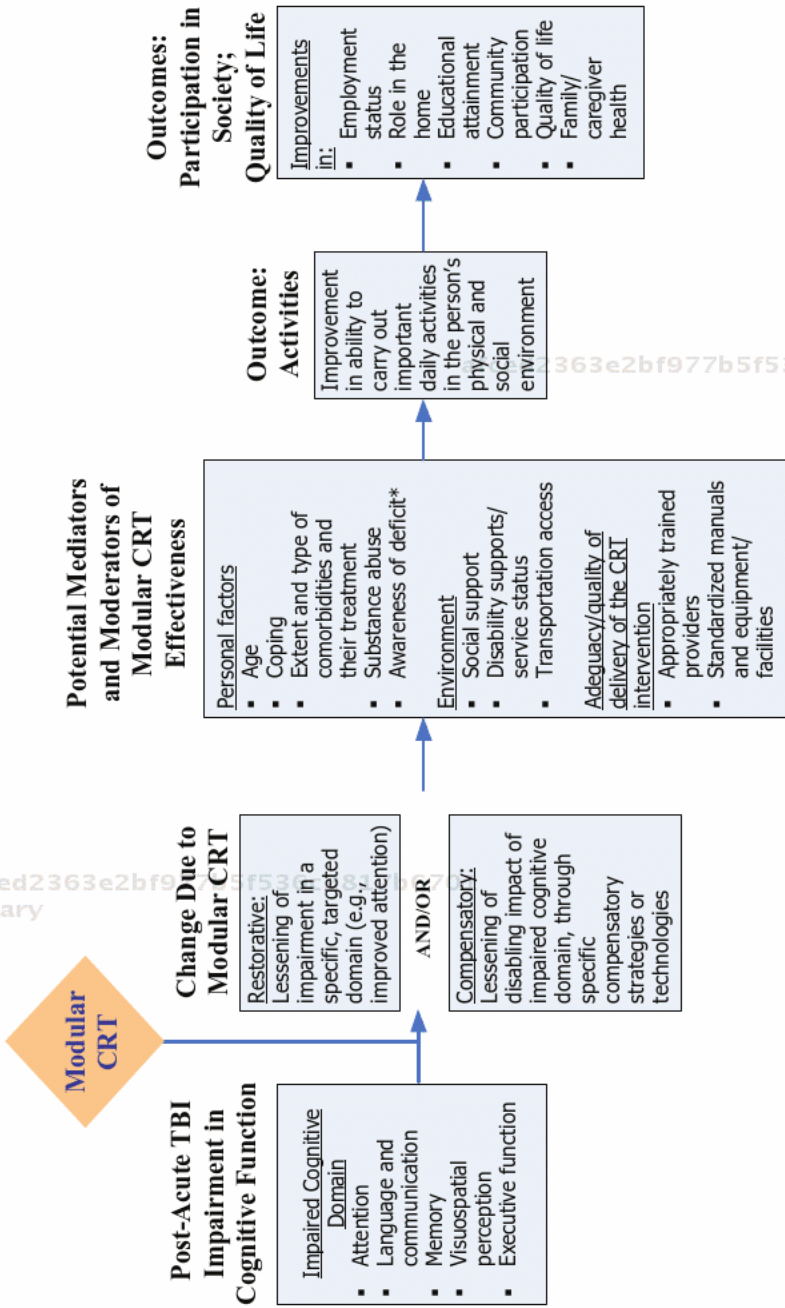 Modular
CRT
Post-Acute TBI
Impairment in
Cognitive Function
Impaired Cognitive
Domain
▪ Attention
▪ Language and
communication
▪ Memory
▪ Visuospatial
perception
▪ Executive function
Change Due to
Modular CRT
Restorative:
Lessening of
impairment in a
specific, targeted
domain (e.g.,
improved attention)
AND/OR
Compensatory:
Lessening of
disabling impact of
impaired cognitive
domain, through
specific
compensatory
strategies or
technologies
Potential Mediators
and Moderators of
Modular CRT
Effectiveness
Personal factors
▪ Age
▪ Coping
▪ Extent and type of
comorbidities and
their treatment
▪ Substance abuse
▪ Awareness of deficit*
Environment
▪ Social support
▪ Disability supports/
service status
▪ Transportation access
Adequacy/quality of
delivery of the CRT
intervention
▪ Appropriately trained
providers
▪ Standardized manuals
and equipment/
facilities
Outcome:
Activities
Improvement
in ability to
carry out
important
daily activities
in the person's
physical and
social
environment
Outcomes:
Participation in
Society;
Quality of Life
Improvements
in:
▪ Employment
status
▪ Role in the
home
▪ Educational
attainment
▪ Community
participation
▪ Quality of life
▪ Family/
caregiver
health